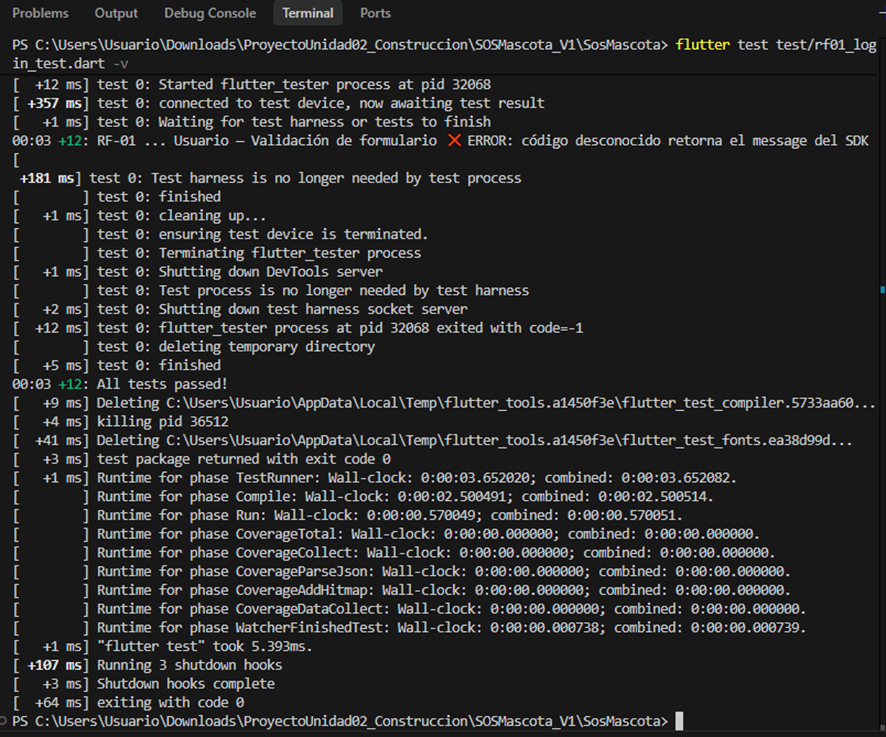 Problems Output Debug Console Terminal Ports
PS C:\Users\Usuario\Downloads\ProyectoUnidad02_Construccion\SOSMascota_V1\SosMascota> flutter test test/rf01_log
in_test.dart -v
[  +12 ms] test 0: Started flutter_tester process at pid 32068
[ +357 ms] test 0: connected to test device, now awaiting test result
[   +1 ms] test 0: Waiting for test harness or tests to finish
00:03 +12: RF-01 ... Usuario – Validación de formulario ❌ ERROR: código desconocido retorna el message del SDK
[
 +181 ms] test 0: Test harness is no longer needed by test process
[        ] test 0: finished
[   +1 ms] test 0: cleaning up...
[        ] test 0: ensuring test device is terminated.
[        ] test 0: Terminating flutter_tester process
[   +1 ms] test 0: Shutting down DevTools server
[        ] test 0: Test process is no longer needed by test harness
[   +2 ms] test 0: Shutting down test harness socket server
[  +12 ms] test 0: flutter_tester process at pid 32068 exited with code=-1
[        ] test 0: deleting temporary directory
[   +5 ms] test 0: finished
00:03 +12: All tests passed!
[   +9 ms] Deleting C:\Users\Usuario\AppData\Local\Temp\flutter_tools.a1450f3e\flutter_test_compiler.5733aa60...
[   +4 ms] killing pid 36512
[  +41 ms] Deleting C:\Users\Usuario\AppData\Local\Temp\flutter_tools.a1450f3e\flutter_test_fonts.ea38d99d...
[   +3 ms] test package returned with exit code 0
[   +1 ms] Runtime for phase TestRunner: Wall-clock: 0:00:03.652020; combined: 0:00:03.652082.
[        ] Runtime for phase Compile: Wall-clock: 0:00:02.500491; combined: 0:00:02.500514.
[        ] Runtime for phase Run: Wall-clock: 0:00:00.570049; combined: 0:00:00.570051.
[        ] Runtime for phase CoverageTotal: Wall-clock: 0:00:00.000000; combined: 0:00:00.000000.
[        ] Runtime for phase CoverageCollect: Wall-clock: 0:00:00.000000; combined: 0:00:00.000000.
[        ] Runtime for phase CoverageParseJson: Wall-clock: 0:00:00.000000; combined: 0:00:00.000000.
[        ] Runtime for phase CoverageAddHitmap: Wall-clock: 0:00:00.000000; combined: 0:00:00.000000.
[        ] Runtime for phase CoverageDataCollect: Wall-clock: 0:00:00.000000; combined: 0:00:00.000000.
[        ] Runtime for phase WatcherFinishedTest: Wall-clock: 0:00:00.000738; combined: 0:00:00.000739.
[   +1 ms] "flutter test" took 5.393ms.
[ +107 ms] Running 3 shutdown hooks
[   +3 ms] Shutdown hooks complete
[  +64 ms] exiting with code 0
PS C:\Users\Usuario\Downloads\ProyectoUnidad02_Construccion\SOSMascota_V1\SosMascota>